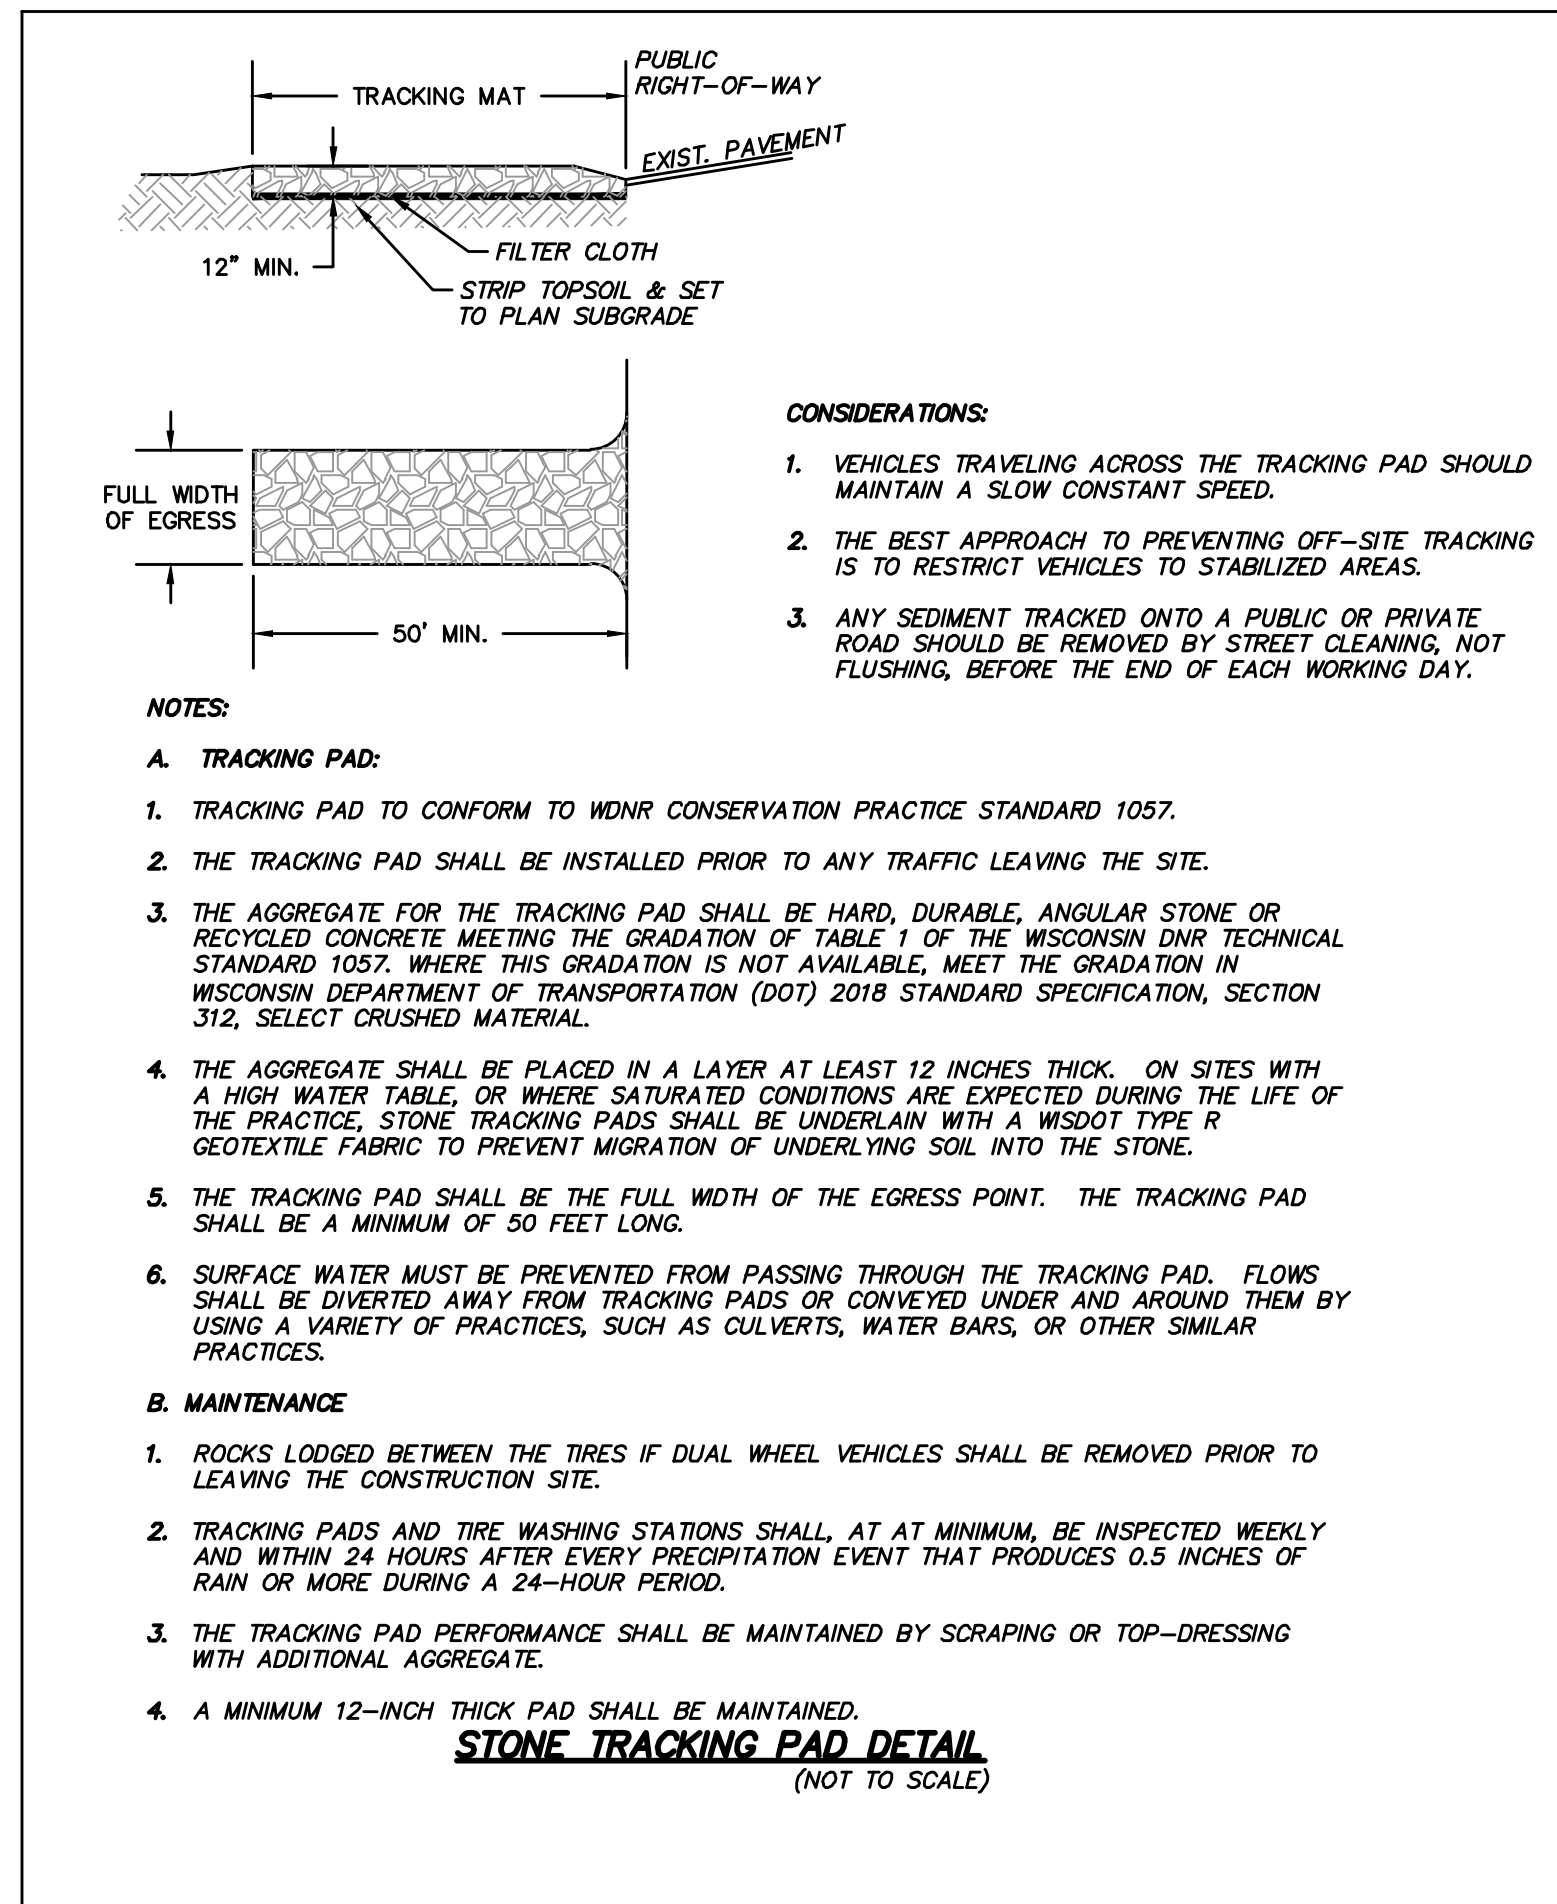 PUBLIC
RIGHT-OF-WAY
TRACKING MAT
EXIST. PAVEMENT
FILTER CLOTH
12" MIN.
STRIP TOPSOIL & SET
TO PLAN SUBGRADE
FULL WIDTH
OF EGRESS
50' MIN.
CONSIDERATIONS:
1. VEHICLES TRAVELING ACROSS THE TRACKING PAD SHOULD
MAINTAIN A SLOW CONSTANT SPEED.
2. THE BEST APPROACH TO PREVENTING OFF-SITE TRACKING
IS TO RESTRICT VEHICLES TO STABILIZED AREAS.
3. ANY SEDIMENT TRACKED ONTO A PUBLIC OR PRIVATE
ROAD SHOULD BE REMOVED BY STREET CLEANING, NOT
FLUSHING, BEFORE THE END OF EACH WORKING DAY.
NOTES:
A. TRACKING PAD:
1. TRACKING PAD TO CONFORM TO WDNR CONSERVATION PRACTICE STANDARD 1057.
2. THE TRACKING PAD SHALL BE INSTALLED PRIOR TO ANY TRAFFIC LEAVING THE SITE.
3. THE AGGREGATE FOR THE TRACKING PAD SHALL BE HARD, DURABLE, ANGULAR STONE OR
RECYCLED CONCRETE MEETING THE GRADATION OF TABLE 1 OF THE WISCONSIN DNR TECHNICAL
STANDARD 1057. WHERE THIS GRADATION IS NOT AVAILABLE, MEET THE GRADATION IN
WISCONSIN DEPARTMENT OF TRANSPORTATION (DOT) 2018 STANDARD SPECIFICATION, SECTION
312, SELECT CRUSHED MATERIAL.
4. THE AGGREGATE SHALL BE PLACED IN A LAYER AT LEAST 12 INCHES THICK. ON SITES WITH
A HIGH WATER TABLE, OR WHERE SATURATED CONDITIONS ARE EXPECTED DURING THE LIFE OF
THE PRACTICE, STONE TRACKING PADS SHALL BE UNDERLAIN WITH A WISDOT TYPE R
GEOTEXTILE FABRIC TO PREVENT MIGRATION OF UNDERLYING SOIL INTO THE STONE.
5. THE TRACKING PAD SHALL BE THE FULL WIDTH OF THE EGRESS POINT. THE TRACKING PAD
SHALL BE A MINIMUM OF 50 FEET LONG.
6. SURFACE WATER MUST BE PREVENTED FROM PASSING THROUGH THE TRACKING PAD. FLOWS
SHALL BE DIVERTED AWAY FROM TRACKING PADS OR CONVEYED UNDER AND AROUND THEM BY
USING A VARIETY OF PRACTICES, SUCH AS CULVERTS, WATER BARS, OR OTHER SIMILAR
PRACTICES.
B. MAINTENANCE
1. ROCKS LODGED BETWEEN THE TIRES IF DUAL WHEEL VEHICLES SHALL BE REMOVED PRIOR TO
LEAVING THE CONSTRUCTION SITE.
2. TRACKING PADS AND TIRE WASHING STATIONS SHALL, AT AT MINIMUM, BE INSPECTED WEEKLY
AND WITHIN 24 HOURS AFTER EVERY PRECIPITATION EVENT THAT PRODUCES 0.5 INCHES OF
RAIN OR MORE DURING A 24-HOUR PERIOD.
3. THE TRACKING PAD PERFORMANCE SHALL BE MAINTAINED BY SCRAPING OR TOP-DRESSING
WITH ADDITIONAL AGGREGATE.
4. A MINIMUM 12-INCH THICK PAD SHALL BE MAINTAINED.
STONE TRACKING PAD DETAIL
(NOT TO SCALE)